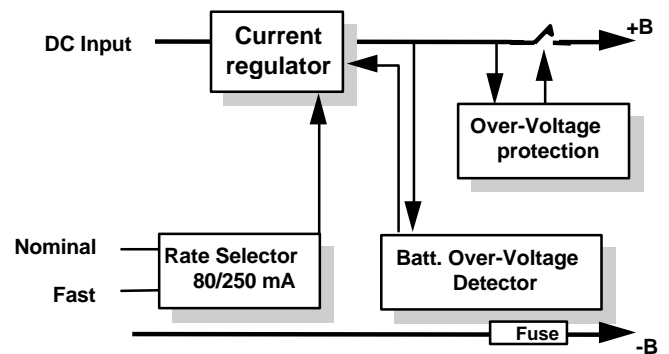 DC Input
Current
regulator
+B
Over-Voltage
protection
Nominal
Fast
Rate Selector
80/250 mA
Batt. Over-Voltage
Detector
Fuse
-B